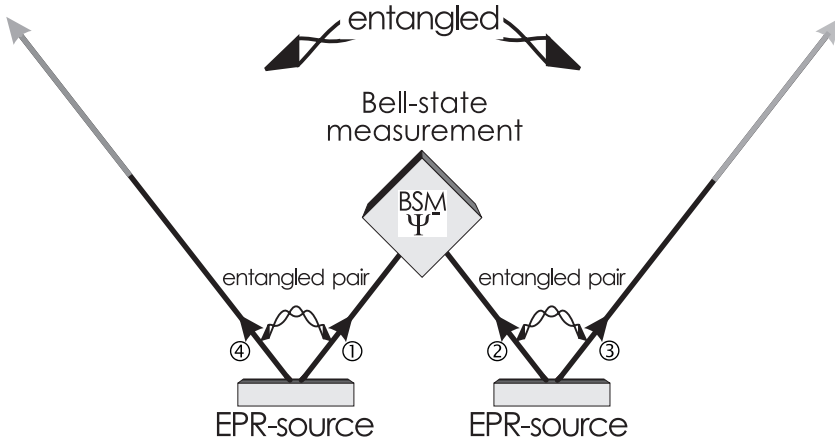 entangled
Bell-state
measurement
BSM
Ψ-
entangled pair
entangled pair
④
①
②
③
EPR-source
EPR-source